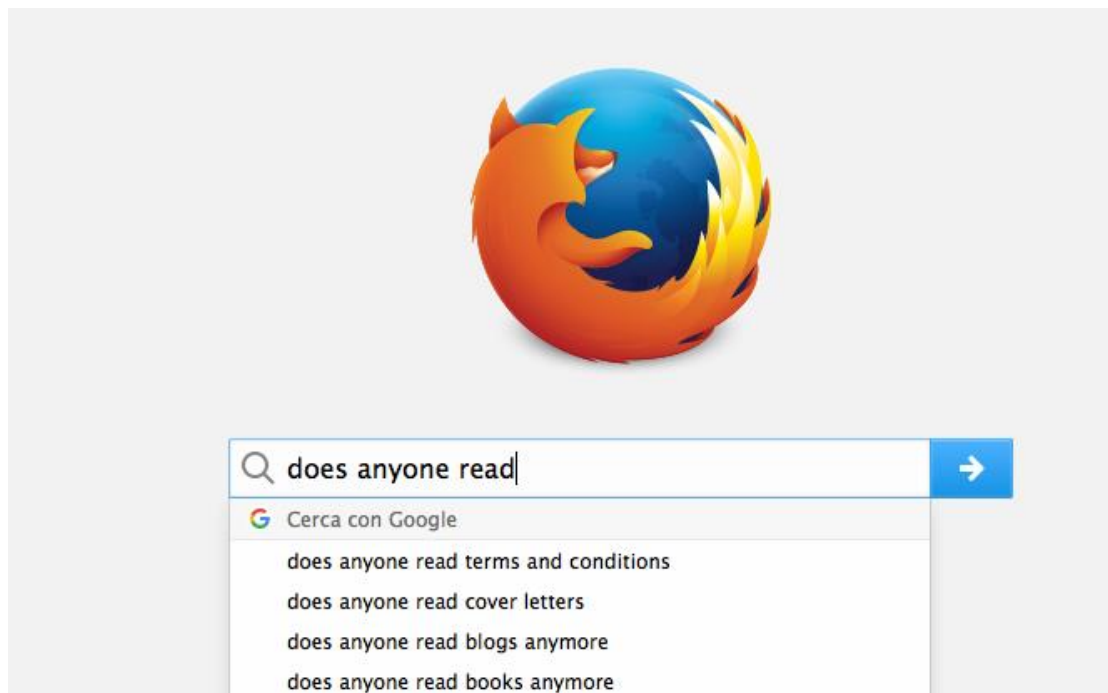 does anyone read
Cerca con Google
does anyone read terms and conditions
does anyone read cover letters
does anyone read blogs anymore
does anyone read books anymore